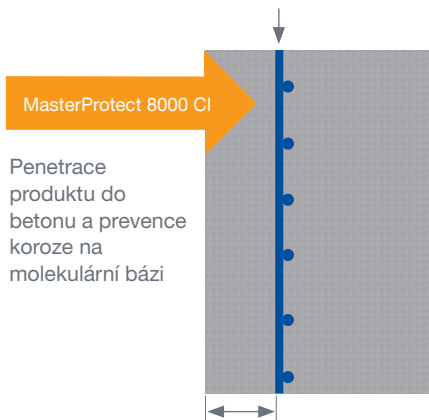 MasterProtect 8000 CI
Penetrace
produktu do
betonu a prevence
koroze na
molekulární bázi